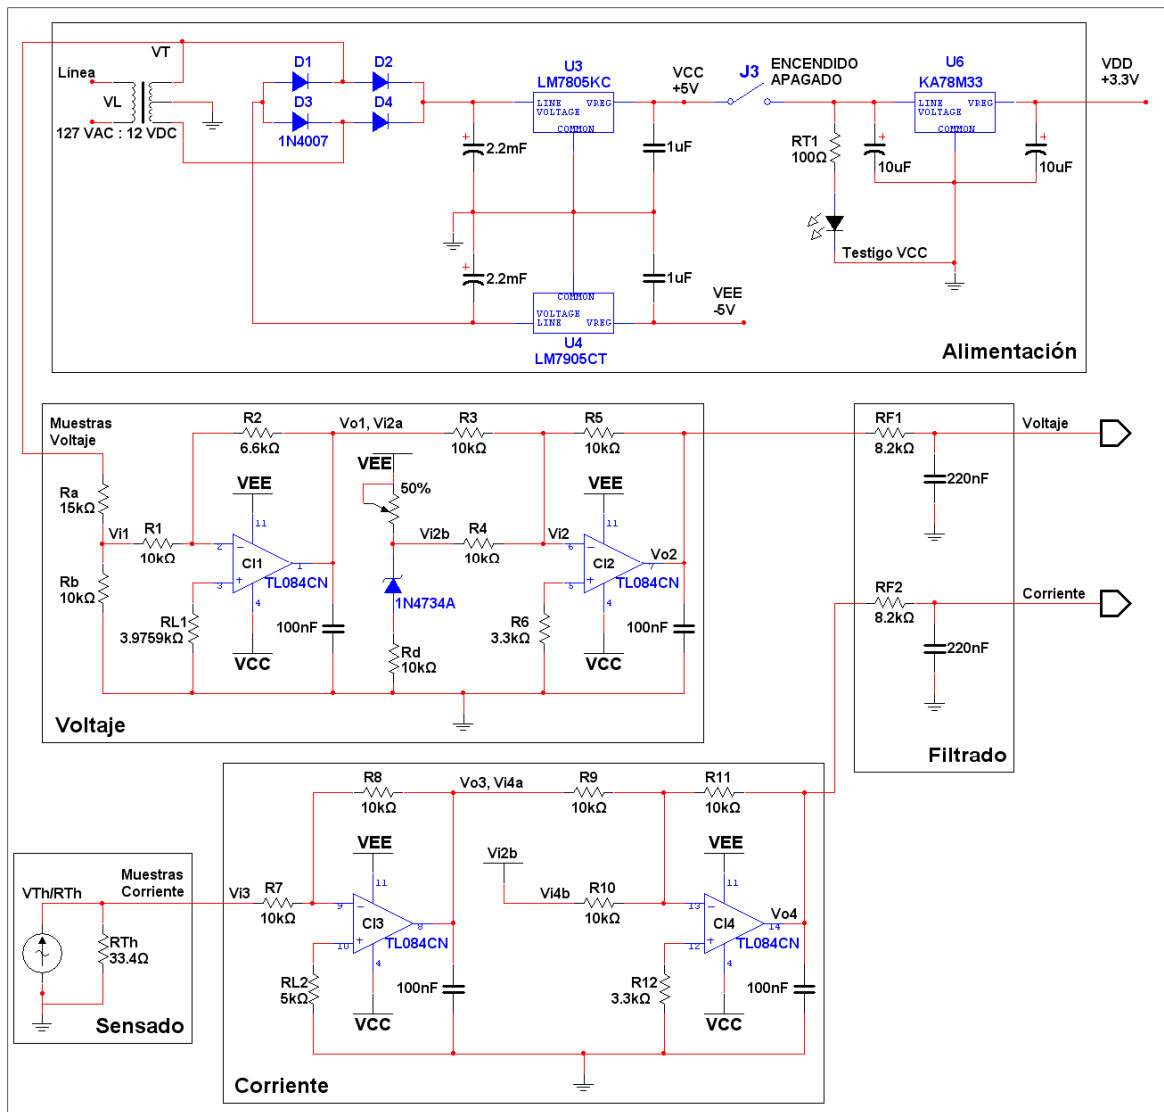 VT
Línea
VL
127 VAC : 12 VDC
D1
D2
D3
D4
1N4007
U3
LM7805KC
LINE VREG
VOLTAGE
COMMON
2.2mF
1uF
VCC
+5V
J3
ENCENDIDO
APAGADO
U6
KA78M33
LINE VREG
VOLTAGE
COMMON
VDD
+3.3V
RT1
100Ω
10uF
10uF
Testigo VCC
2.2mF
1uF
COMMON
VOLTAGE
LINE VREG
U4
LM7905CT
VEE
-5V
Alimentación
Muestras
Voltaje
Ra
15kΩ
Vi1
Rb
10kΩ
R1
10kΩ
R2
6.6kΩ
VEE
11
2
3
1
4
CI1
TL084CN
RL1
3.9759kΩ
VCC
100nF
Vo1, Vi2a
VEE
50%
Vi2b
1N4734A
Rd
10kΩ
R3
10kΩ
R4
10kΩ
R5
10kΩ
Vi2
VEE
11
6
5
7
4
CI2
TL084CN
Vo2
R6
3.3kΩ
VCC
100nF
Voltaje
RF1
8.2kΩ
220nF
Voltaje
RF2
8.2kΩ
220nF
Corriente
Filtrado
VTh/RTh
Muestras
Corriente
RTh
33.4Ω
Sensado
Vi3
R7
10kΩ
R8
10kΩ
VEE
11
9
10
8
4
CI3
TL084CN
RL2
5kΩ
VCC
100nF
Vo3, Vi4a
R9
10kΩ
R11
10kΩ
Vi2b
Vi4b
R10
10kΩ
VEE
11
13
12
14
4
CI4
TL084CN
Vo4
R12
3.3kΩ
VCC
100nF
Corriente